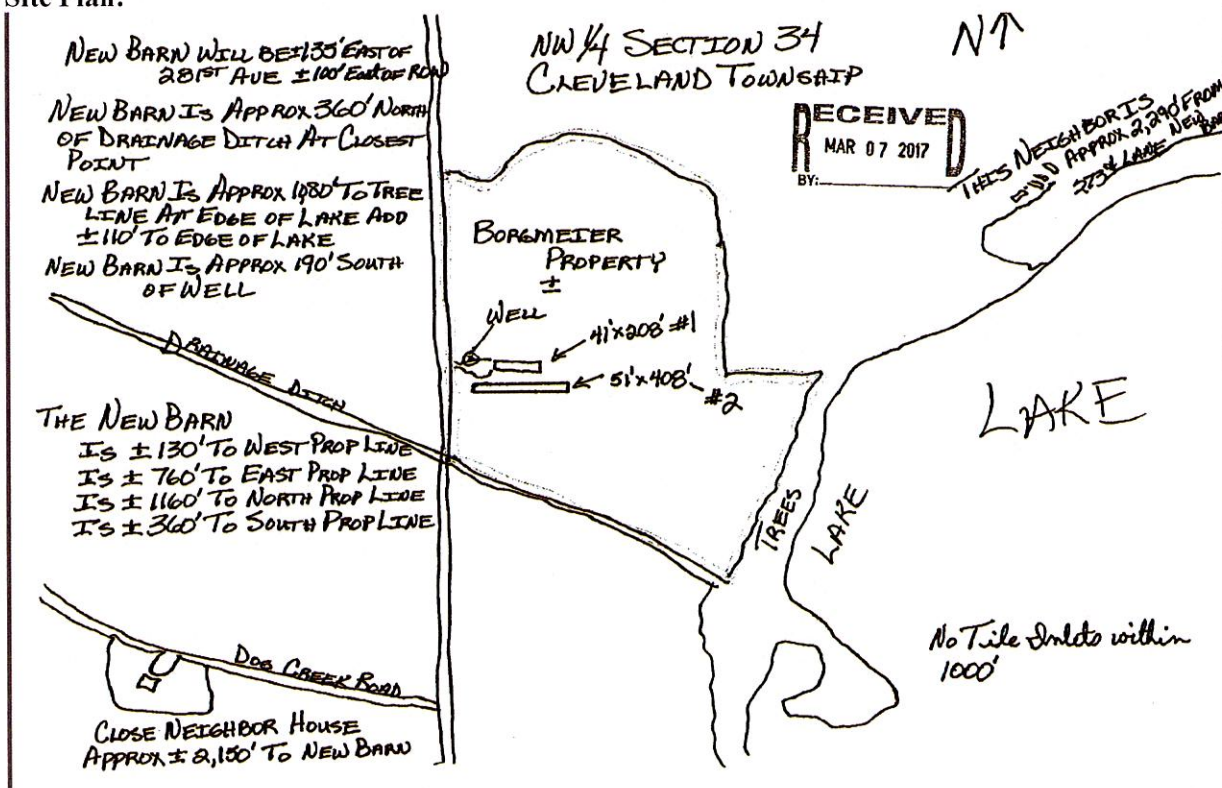 Site Plan:
NEW BARN WILL BE ±135' EAST OF
281ST AVE ±100' East OF ROAD
NEW BARN IS APPROX 360' NORTH
OF DRAINAGE DITCH AT CLOSEST
POINT
NEW BARN IS APPROX 1,080' TO TREE
LINE AT EDGE OF LAKE ADD
±110' TO EDGE OF LAKE
NEW BARN IS APPROX 190' SOUTH
OF WELL
NW 1/4 SECTION 34
CLEVELAND TOWNSHIP
N↑
RECEIVED
MAR 07 2017
BY:
THIS NEIGHBOR IS
APPROX 2,290' FROM
NEW BARN
273RD LANE
BORGMEIER
PROPERTY
±
WELL
41'x208' #1
51'x408' #2
DRAINAGE DITCH
THE NEW BARN
IS ±130' TO WEST PROP LINE
IS ±760' TO EAST PROP LINE
IS ±1160' TO NORTH PROP LINE
IS ±360' TO SOUTH PROP LINE
LAKE
TREES
LAKE
No Tile Inlets within
1000'
DOG CREEK ROAD
CLOSE NEIGHBOR HOUSE
APPROX ± 2,150' TO NEW BARN